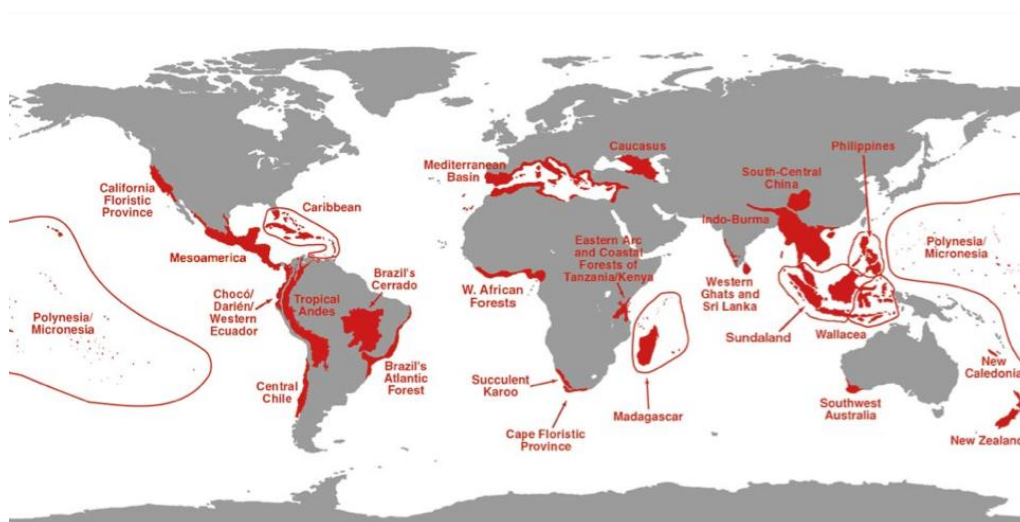 California
Floristic
Province
Caribbean
Mesoamerica
Polynesia/
Micronesia
Chocó/
Darién/
Western
Ecuador
Tropical
Andes
Brazil's
Cerrado
Central
Chile
Brazil's
Atlantic
Forest
Mediterranean
Basin
Caucasus
W. African
Forests
Eastern Arc
and Coastal
Forests of
Tanzania/Kenya
Succulent
Karoo
Cape Floristic
Province
Madagascar
Philippines
South-Central
China
Indo-Burma
Western
Ghats and
Sri Lanka
Sundaland
Wallacea
Polynesia/
Micronesia
New
Caledonia
Southwest
Australia
New Zealand